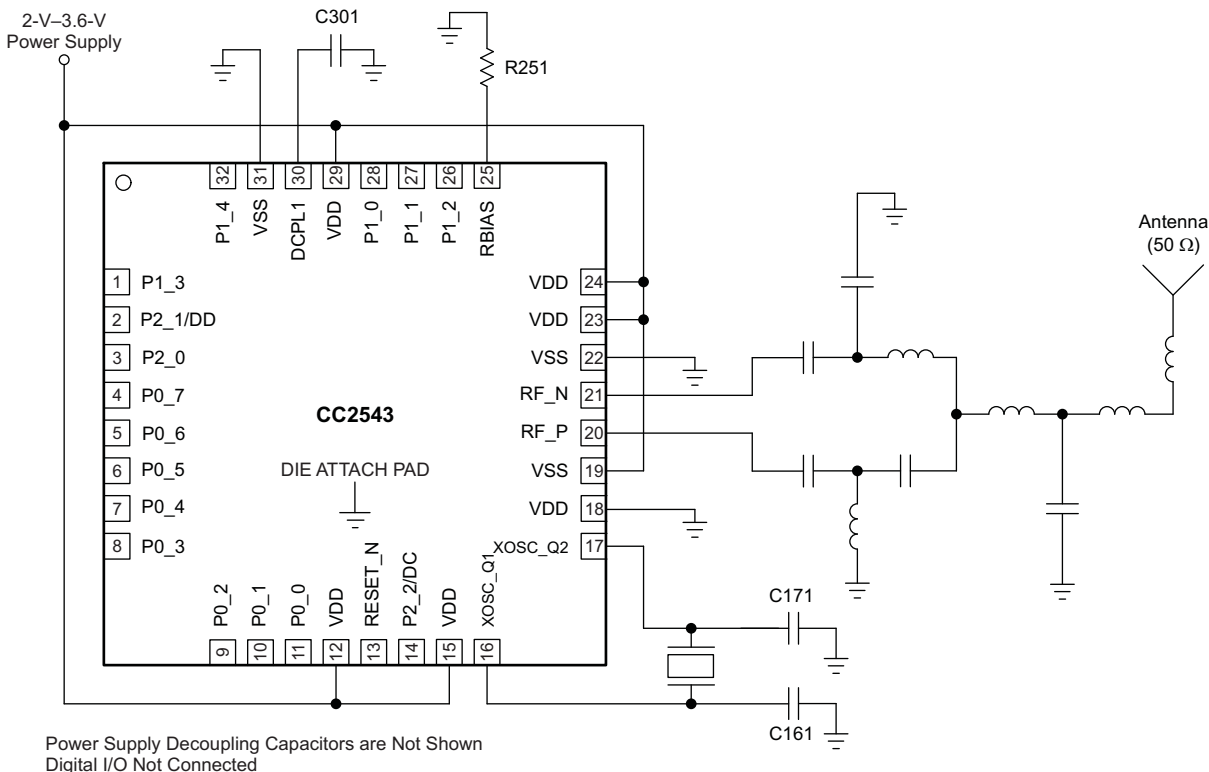 2-V–3.6-V
Power Supply
C301
R251
32
31
30
29
28
27
26
25
P1_4
VSS
DCPL1
VDD
P1_0
P1_1
P1_2
RBIAS
Antenna
(50 Ω)
1 P1_3
2 P2_1/DD
3 P2_0
4 P0_7
5 P0_6
6 P0_5
7 P0_4
8 P0_3
CC2543
DIE ATTACH PAD
VDD 24
VDD 23
VSS 22
RF_N 21
RF_P 20
VSS 19
VDD 18
XOSC_Q2 17
P0_2
P0_1
P0_0
VDD
RESET_N
P2_2/DC
VDD
XOSC_Q1
9
10
11
12
13
14
15
16
C171
C161
Power Supply Decoupling Capacitors are Not Shown
Digital I/O Not Connected